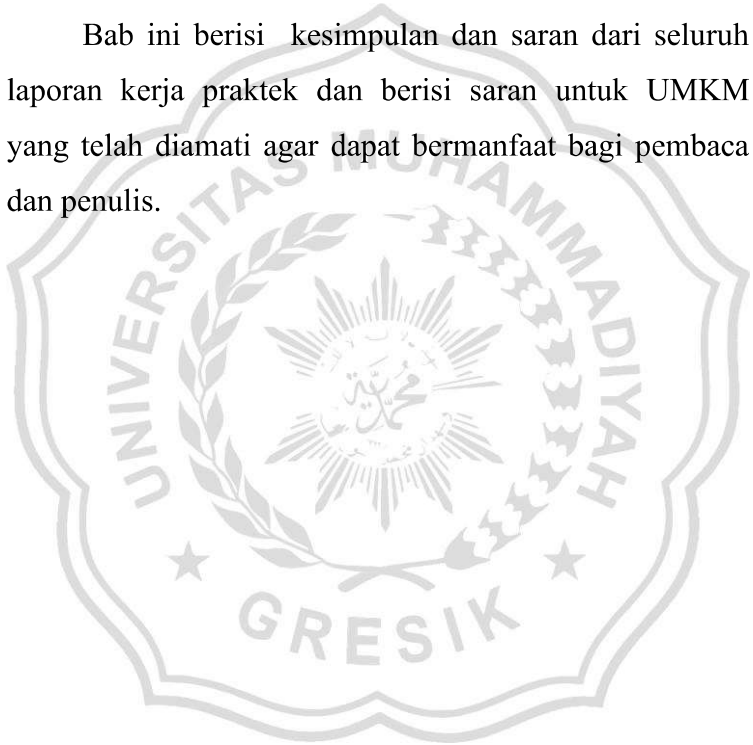 Bab ini berisi  kesimpulan dan saran dari seluruh
laporan kerja praktek dan berisi saran untuk UMKM
yang telah diamati agar dapat bermanfaat bagi pembaca
dan penulis.
UNIVERSITAS MUHAMMADIYAH
GRESIK